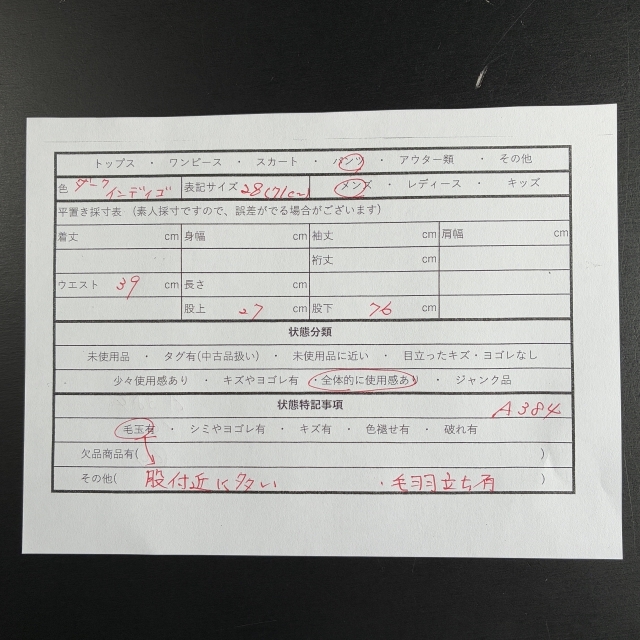 トップス ・ ワンピース ・ スカート ・ パンツ ・ アウター類 ・ その他
色 ダークインディゴ 表記サイズ 28(71cm) メンズ ・ レディース ・ キッズ
平置き採寸表 (素人採寸ですので、誤差がでる場合がございます)
着丈 cm 身幅 cm 袖丈 cm 肩幅 cm
裄丈 cm
ウエスト 39 cm 長さ cm
股上 27 cm 股下 76 cm
状態分類
未使用品 ・ タグ有(中古品扱い) ・ 未使用品に近い ・ 目立ったキズ・ヨゴレなし
少々使用感あり ・ キズやヨゴレ有 ・全体的に使用感あり ・ ジャンク品
状態特記事項 A384
毛玉有 ・ シミやヨゴレ有 ・ キズ有 ・ 色褪せ有 ・ 破れ有
欠品商品有( )
その他( 股付近に多い ・毛羽立ち有 )